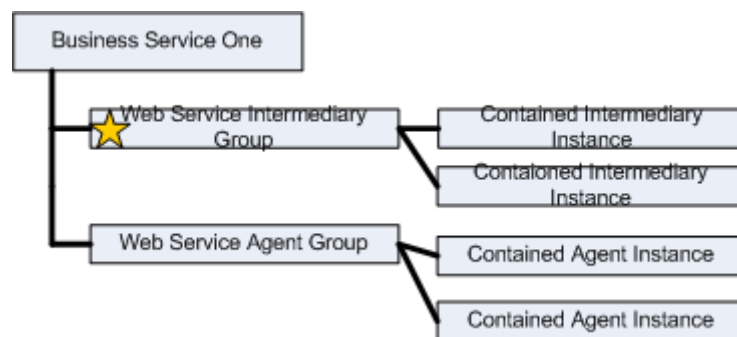 Business Service One
Web Service Intermediary
Group
Contained Intermediary
Instance
Contaloned Intermediary
Instance
Web Service Agent Group
Contained Agent Instance
Contained Agent Instance